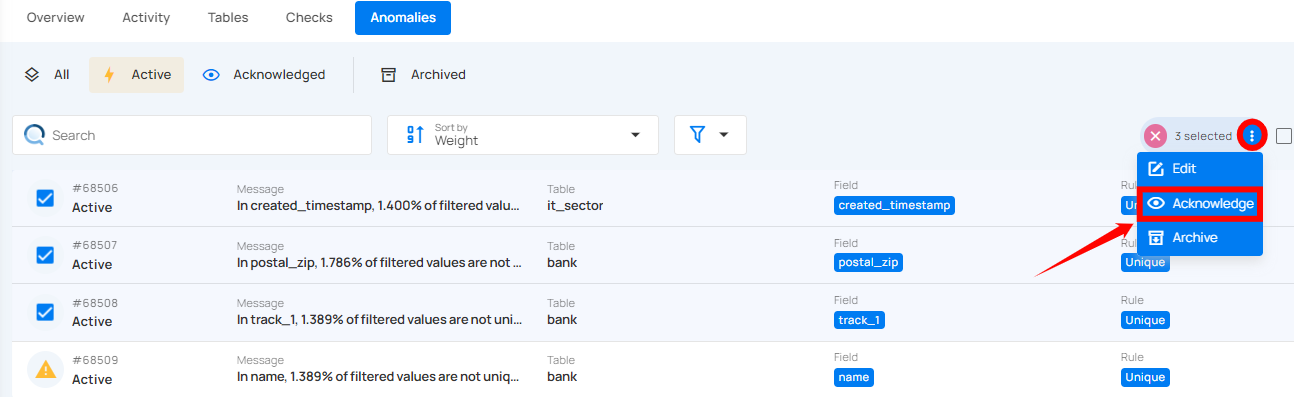 Overview Activity Tables Checks Anomalies
All Active Acknowledged Archived
Search
Sort by
Weight
3 selected
Edit
Acknowledge
Archive
#68506 Message Table Field Rul
Active In created_timestamp, 1.400% of filtered valu... it_sector created_timestamp Un
#68507 Message Table Field
Active In postal_zip, 1.786% of filtered values are not ... bank postal_zip Unique
#68508 Message Table Field Rule
Active In track_1, 1.389% of filtered values are not uni... bank track_1 Unique
#68509 Message Table Field Rule
Active In name, 1.389% of filtered values are not uniq... bank name Unique